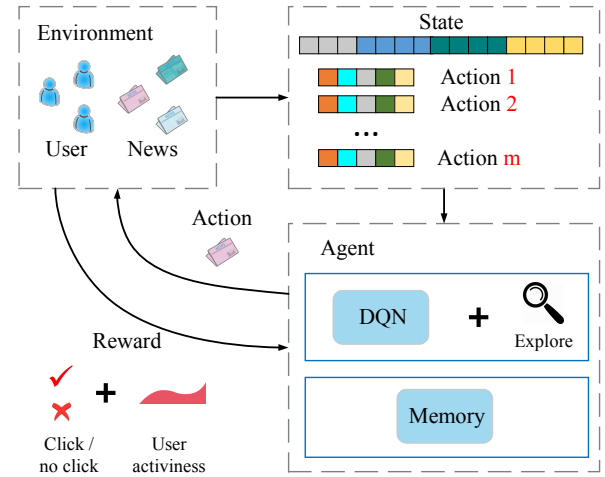 Environment
User
News
State
Action 1
Action 2
...
Action m
Action
Agent
DQN
+
Explore
Reward
+
Memory
Click /
no click
User
activiness